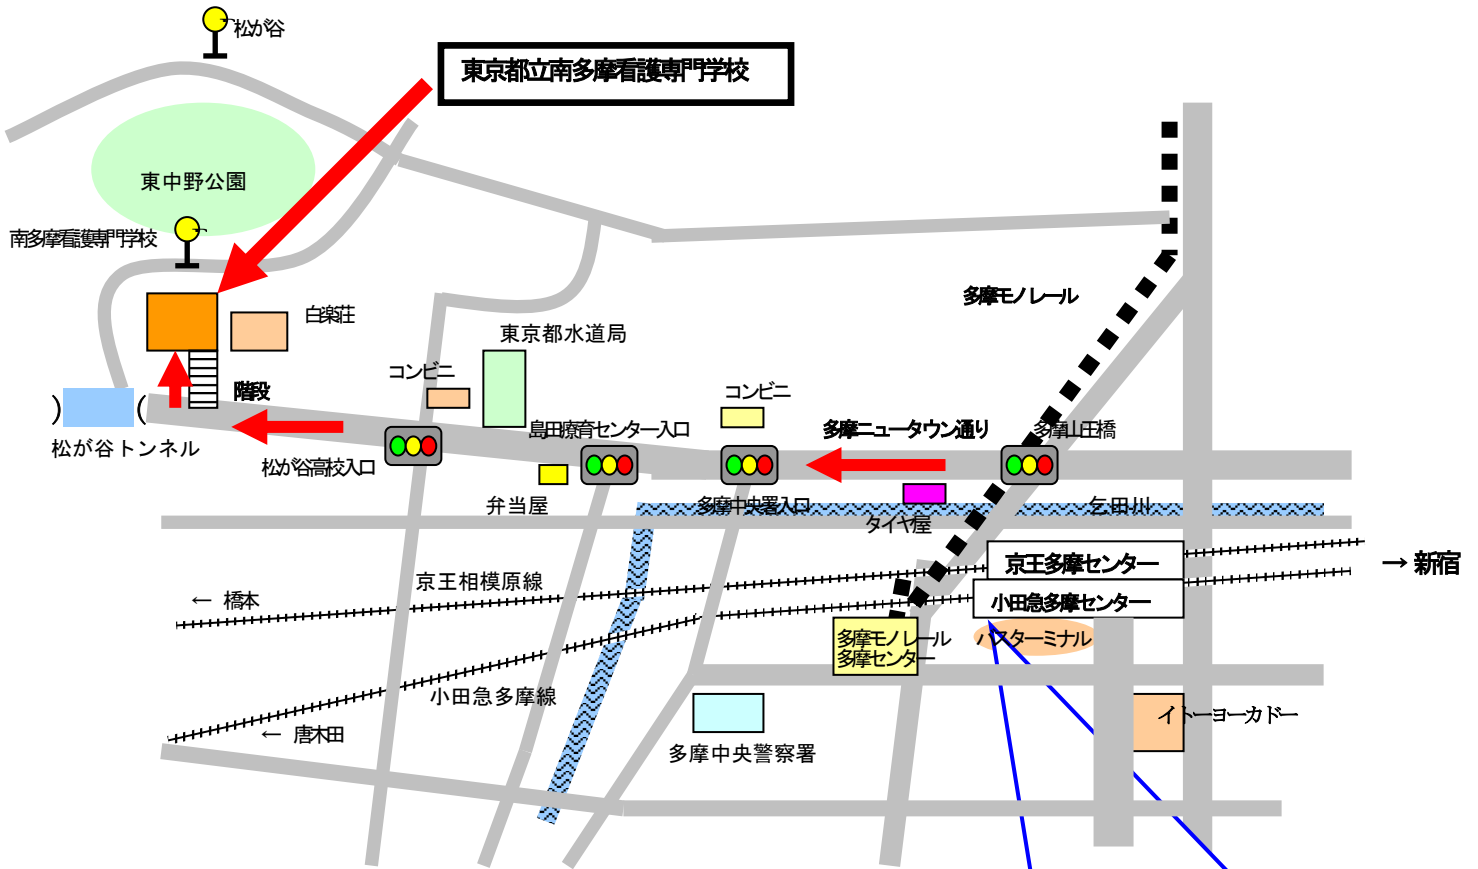 松が谷
東京都立南多摩看護専門学校
東中野公園
南多摩看護専門学校
多摩モノレール
白楽荘
東京都水道局
コンビニ
階段
コンビニ
島田療育センター入口
多摩ニュータウン通り
多摩山王橋
松が谷トンネル
松が谷高校入口
弁当屋
多摩中央署入口
タイヤ屋
乞田川
京王多摩センター
→ 新宿
京王相模原線
← 橋本
小田急多摩センター
多摩モノレール
多摩センター
バスターミナル
小田急多摩線
← 唐木田
イトーヨーカドー
多摩中央警察署